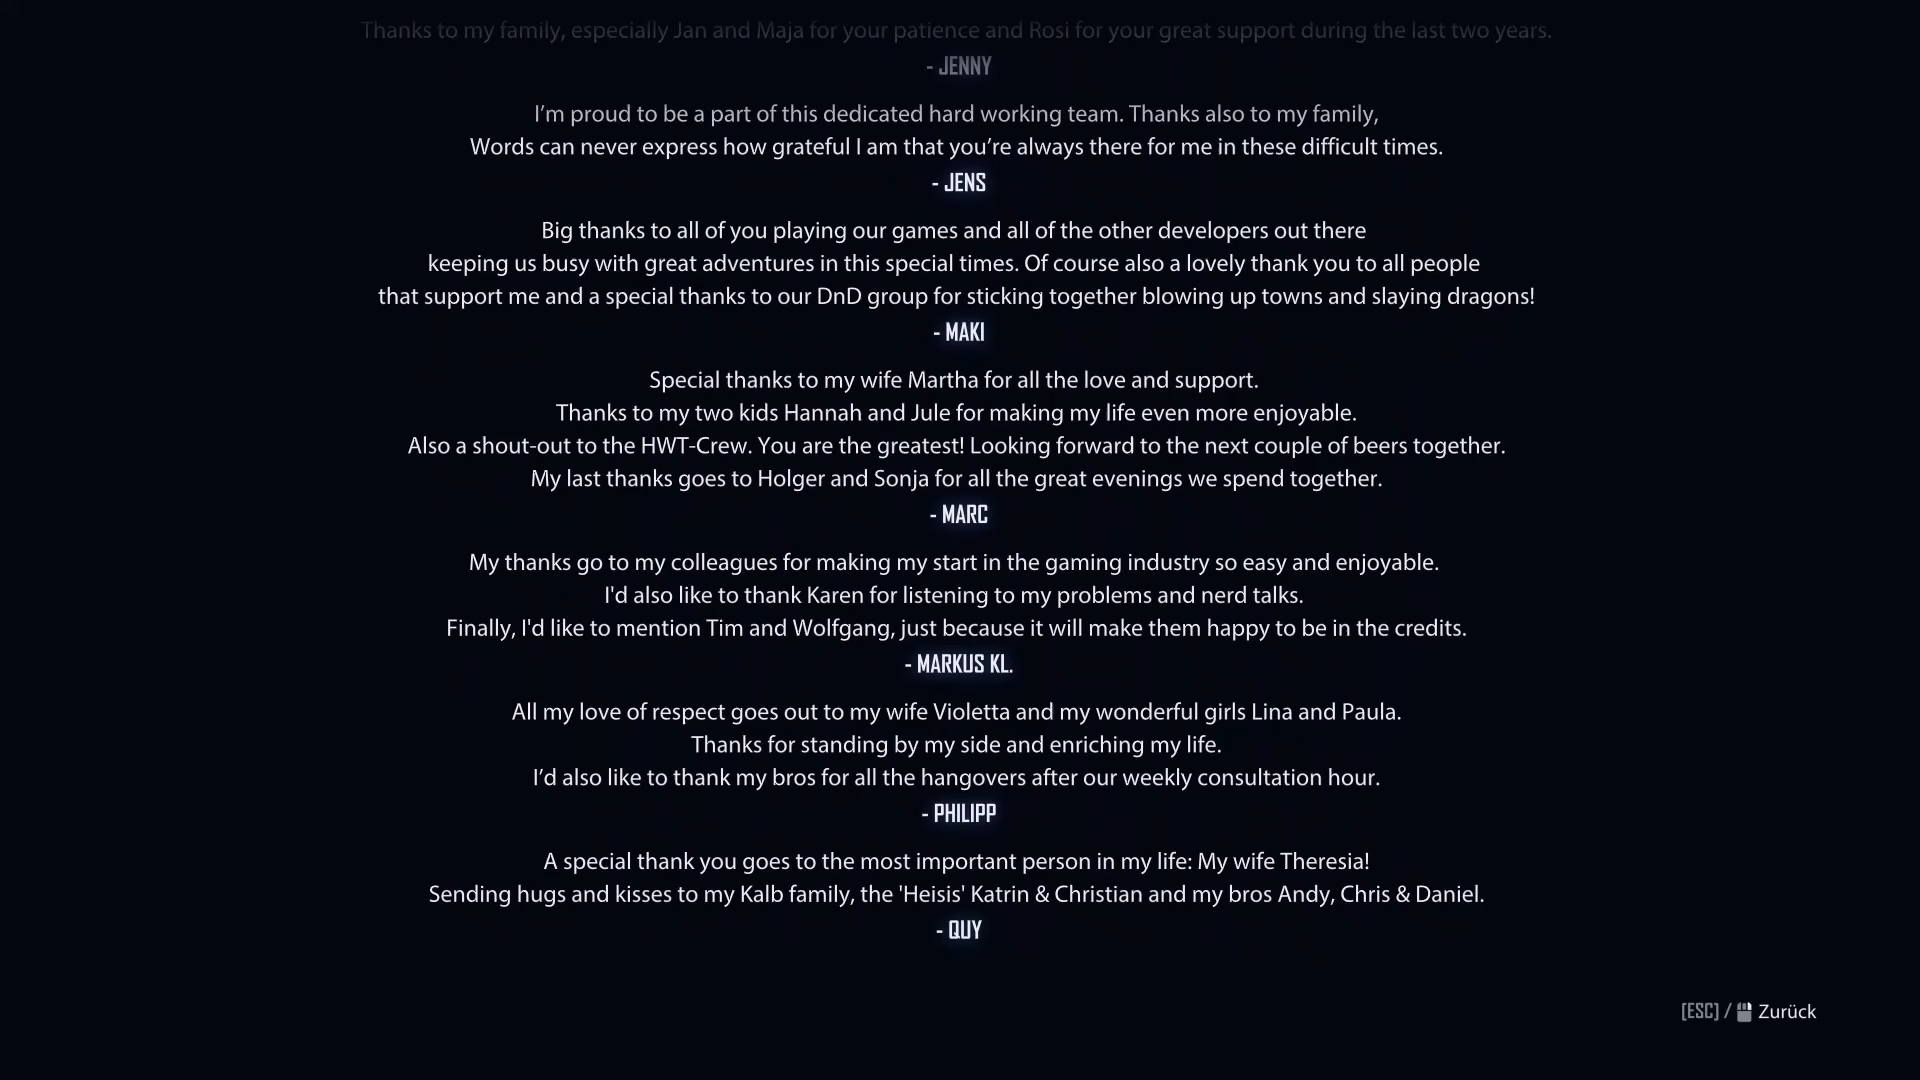 Thanks to my family, especially Jan and Maja for your patience and Rosi for your great support during the last two years.
- JENNY
I’m proud to be a part of this dedicated hard working team. Thanks also to my family,
Words can never express how grateful I am that you’re always there for me in these difficult times.
- JENS
Big thanks to all of you playing our games and all of the other developers out there
keeping us busy with great adventures in this special times. Of course also a lovely thank you to all people
that support me and a special thanks to our DnD group for sticking together blowing up towns and slaying dragons!
- MAKI
Special thanks to my wife Martha for all the love and support.
Thanks to my two kids Hannah and Jule for making my life even more enjoyable.
Also a shout-out to the HWT-Crew. You are the greatest! Looking forward to the next couple of beers together.
My last thanks goes to Holger and Sonja for all the great evenings we spend together.
- MARC
My thanks go to my colleagues for making my start in the gaming industry so easy and enjoyable.
I'd also like to thank Karen for listening to my problems and nerd talks.
Finally, I'd like to mention Tim and Wolfgang, just because it will make them happy to be in the credits.
- MARKUS KL.
All my love of respect goes out to my wife Violetta and my wonderful girls Lina and Paula.
Thanks for standing by my side and enriching my life.
I’d also like to thank my bros for all the hangovers after our weekly consultation hour.
- PHILIPP
A special thank you goes to the most important person in my life: My wife Theresia!
Sending hugs and kisses to my Kalb family, the 'Heisis' Katrin & Christian and my bros Andy, Chris & Daniel.
- QUY
[ESC] / Zurück